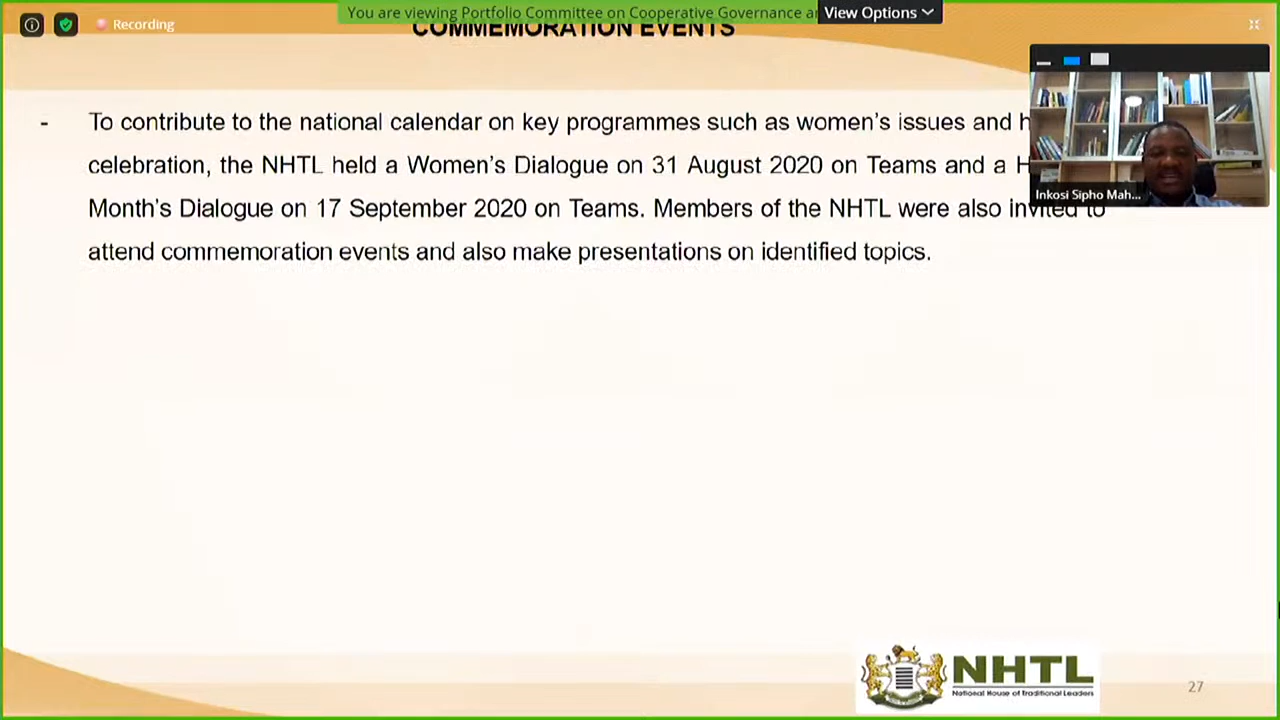 You are viewing Portfolio Committee on Cooperative Governance
View Options
Recording
COMMEMORATION EVENTS
- To contribute to the national calendar on key programmes such as women's issues and
celebration, the NHTL held a Women's Dialogue on 31 August 2020 on Teams and a
Month's Dialogue on 17 September 2020 on Teams. Members of the NHTL were also invited to
attend commemoration events and also make presentations on identified topics.
Inkosi Sipho Mah...
NHTL
National House of Traditional Leaders
27